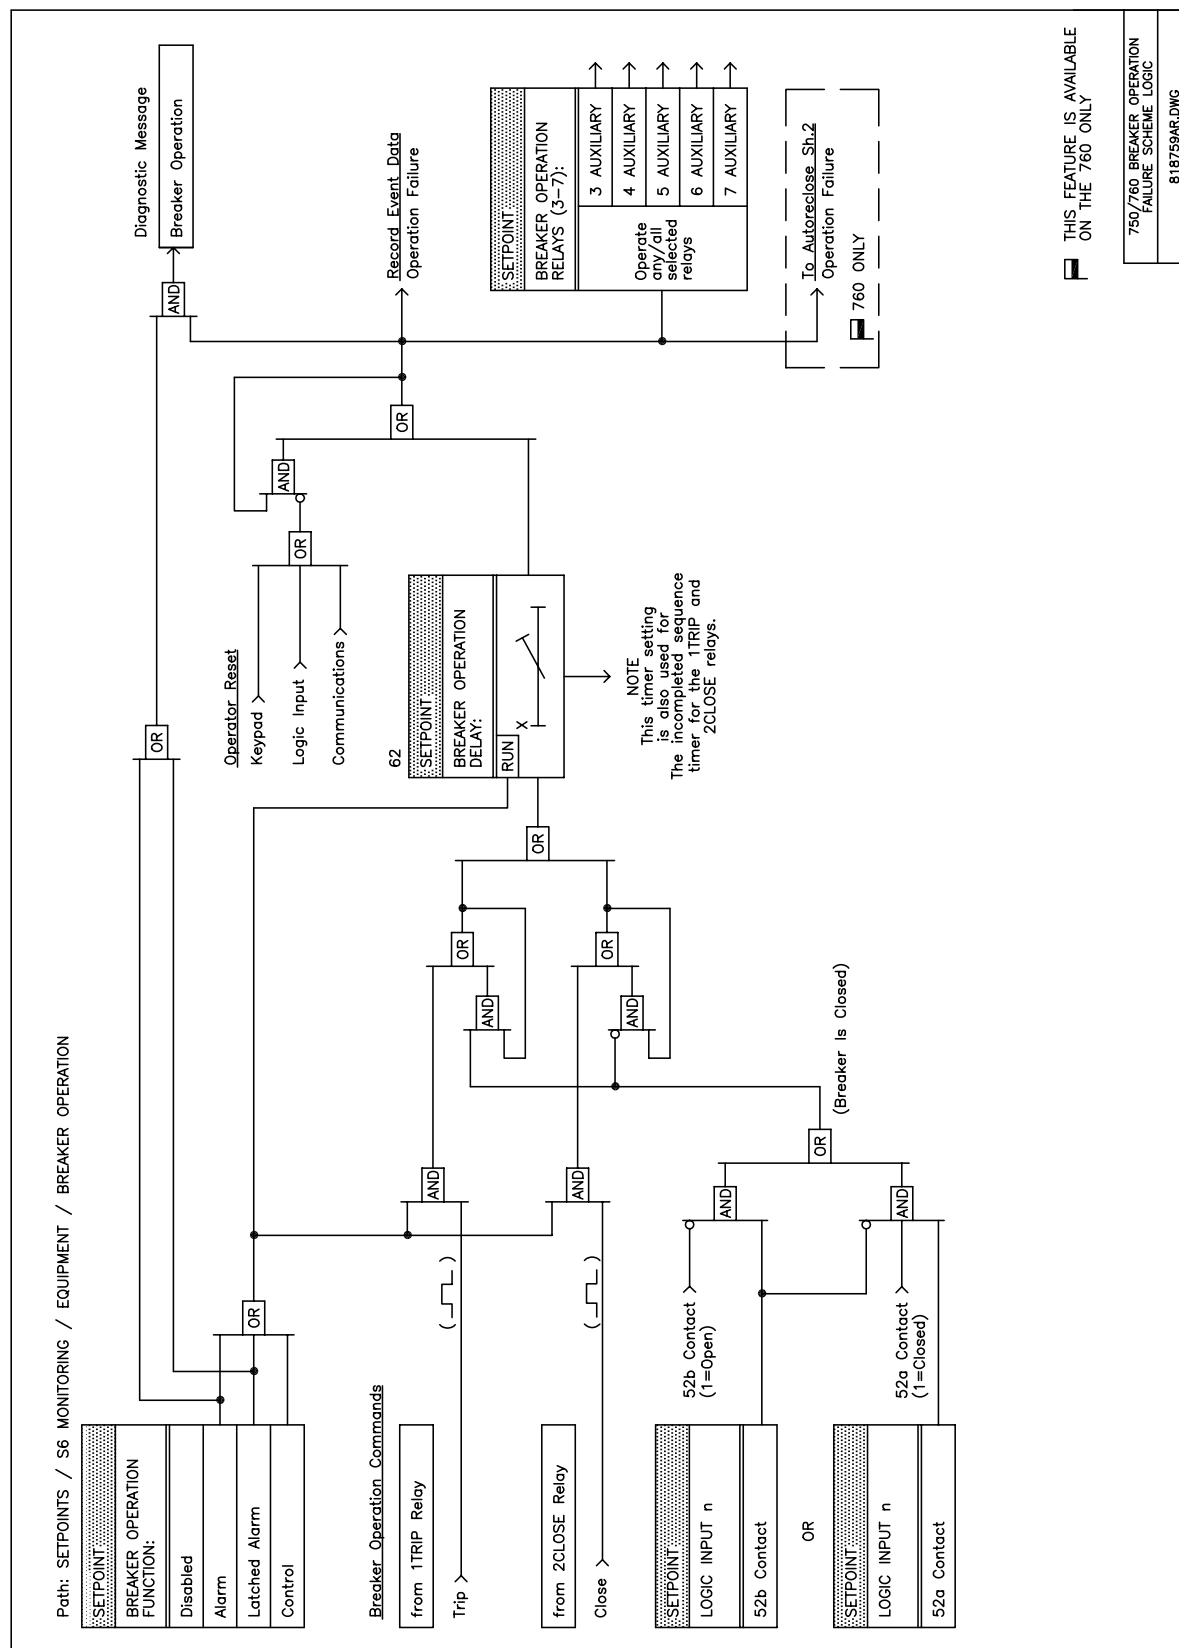 Path: SETPOINTS / S6 MONITORING / EQUIPMENT / BREAKER OPERATION
SETPOINT
BREAKER OPERATION
FUNCTION:
Disabled
Alarm
Latched Alarm
Control
OR
OR
AND
Diagnostic Message
Breaker Operation
Breaker Operation Commands
from 1TRIP Relay
Trip
from 2CLOSE Relay
Close
( )
( )
AND
AND
OR
AND
OR
AND
OR
62
SETPOINT
BREAKER OPERATION
DELAY:
RUN
X
NOTE
This timer setting
is also used for
The incompleted sequence
timer for the 1TRIP and
2CLOSE relays.
Operator Reset
Keypad
Logic Input
Communications
OR
AND
OR
Record Event Data
Operation Failure
SETPOINT
BREAKER OPERATION
RELAYS (3-7):
Operate
any/all
selected
relays
3 AUXILIARY
4 AUXILIARY
5 AUXILIARY
6 AUXILIARY
7 AUXILIARY
To Autoreclose Sh.2
Operation Failure
760 ONLY
SETPOINT
LOGIC INPUT n
52b Contact
OR
SETPOINT
LOGIC INPUT n
52a Contact
52b Contact
(1=Open)
52a Contact
(1=Closed)
AND
AND
OR
(Breaker Is Closed)
THIS FEATURE IS AVAILABLE
ON THE 760 ONLY
750/760 BREAKER OPERATION
FAILURE SCHEME LOGIC
818759AR.DWG